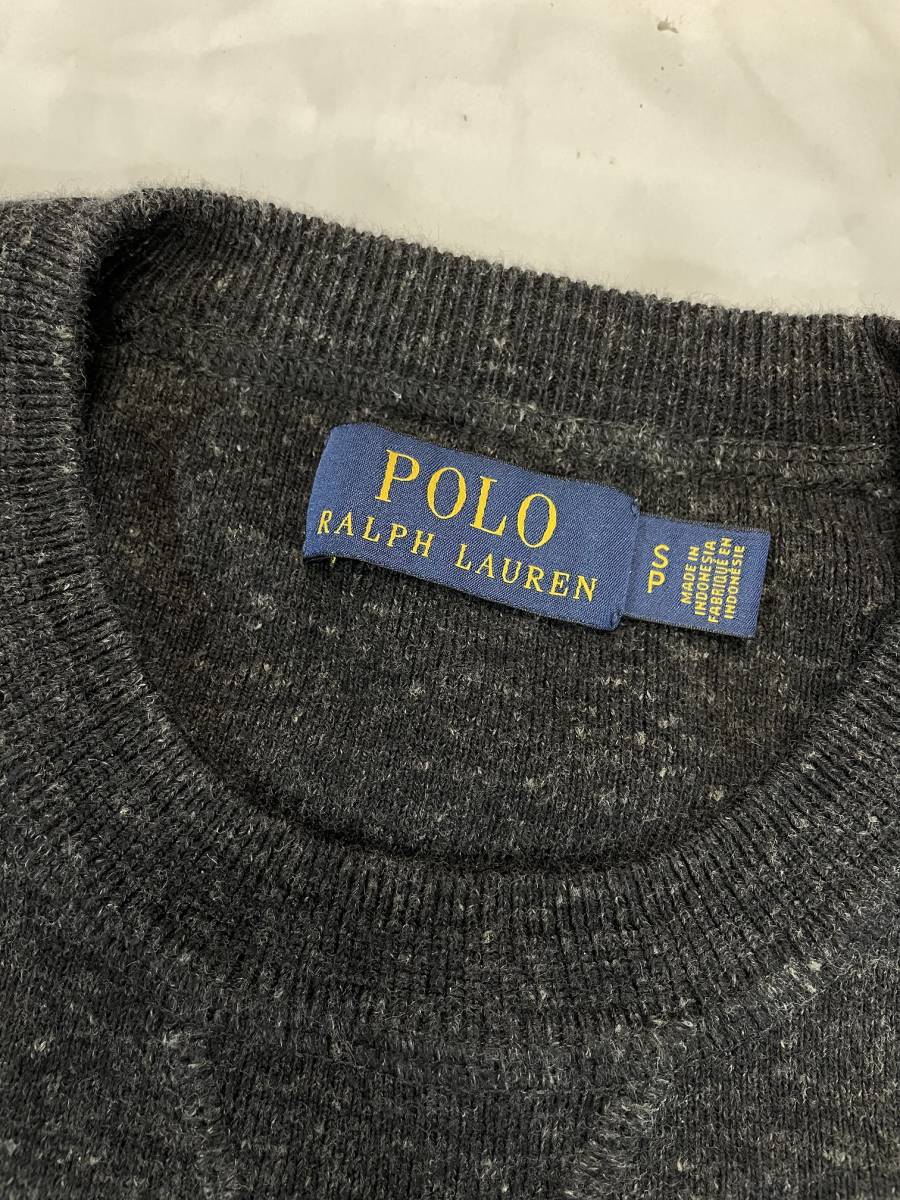 POLO
RALPH LAUREN
S
P
MADE IN
INDONESIA
FABRIQUÉ EN
INDONÉSIE